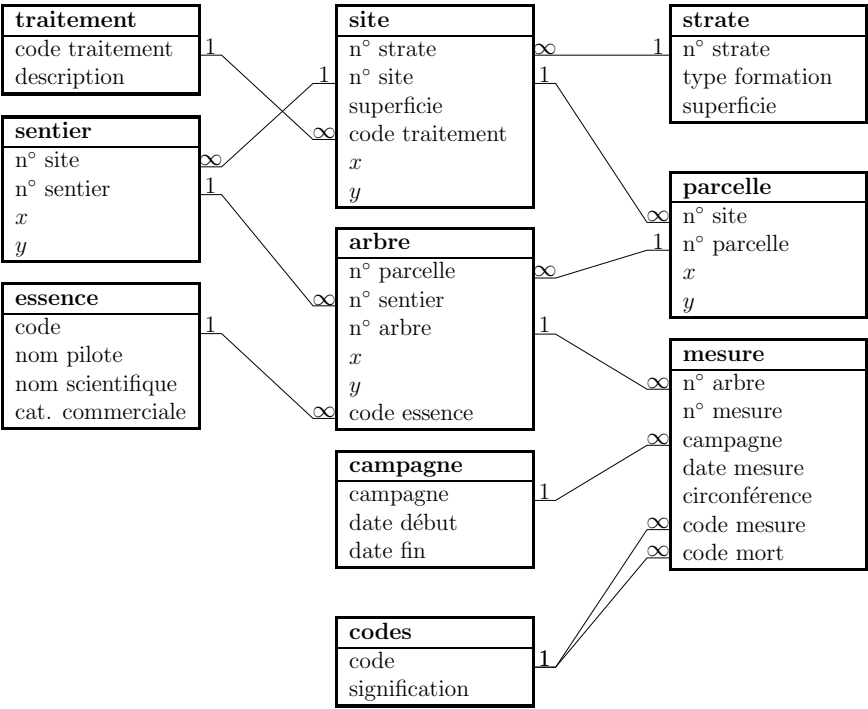 traitement
code traitement
description
1
sentier
n° site
n° sentier
x
y
∞
1
essence
code
nom pilote
nom scientifique
cat. commerciale
1
site
n° strate
n° site
superficie
code traitement
x
y
1
∞
∞
1
arbre
n° parcelle
n° sentier
n° arbre
x
y
code essence
∞
∞
∞
1
campagne
campagne
date début
date fin
1
codes
code
signification
1
strate
n° strate
type formation
superficie
1
parcelle
n° site
n° parcelle
x
y
∞
1
mesure
n° arbre
n° mesure
campagne
date mesure
circonférence
code mesure
code mort
∞
∞
∞
∞